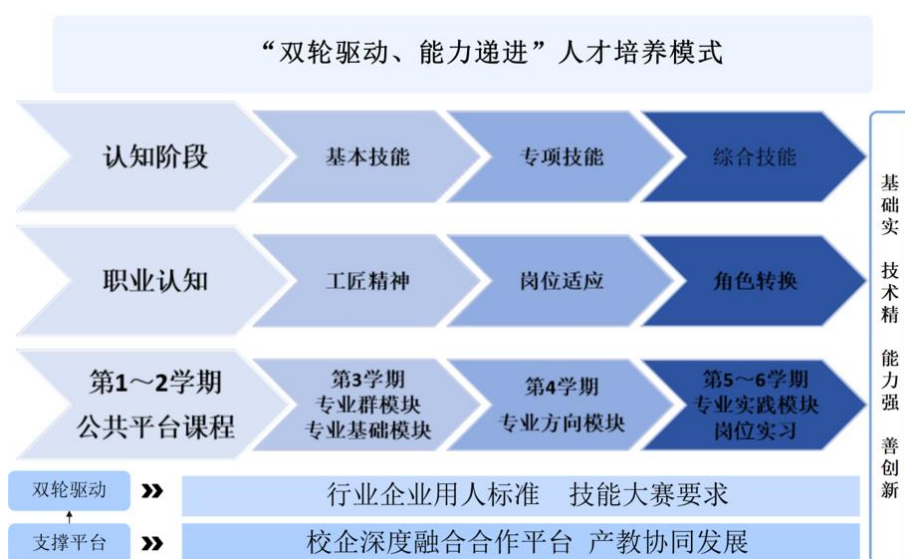 “双轮驱动、能力递进”人才培养模式
认知阶段
基本技能
专项技能
综合技能
职业认知
工匠精神
岗位适应
角色转换
第1～2学期
公共平台课程
第3学期
专业群模块
专业基础模块
第4学期
专业方向模块
第5～6学期
专业实践模块
岗位实习
基础实 技术精 能力强 善创新
双轮驱动
行业企业用人标准 技能大赛要求
支撑平台
校企深度融合合作平台 产教协同发展